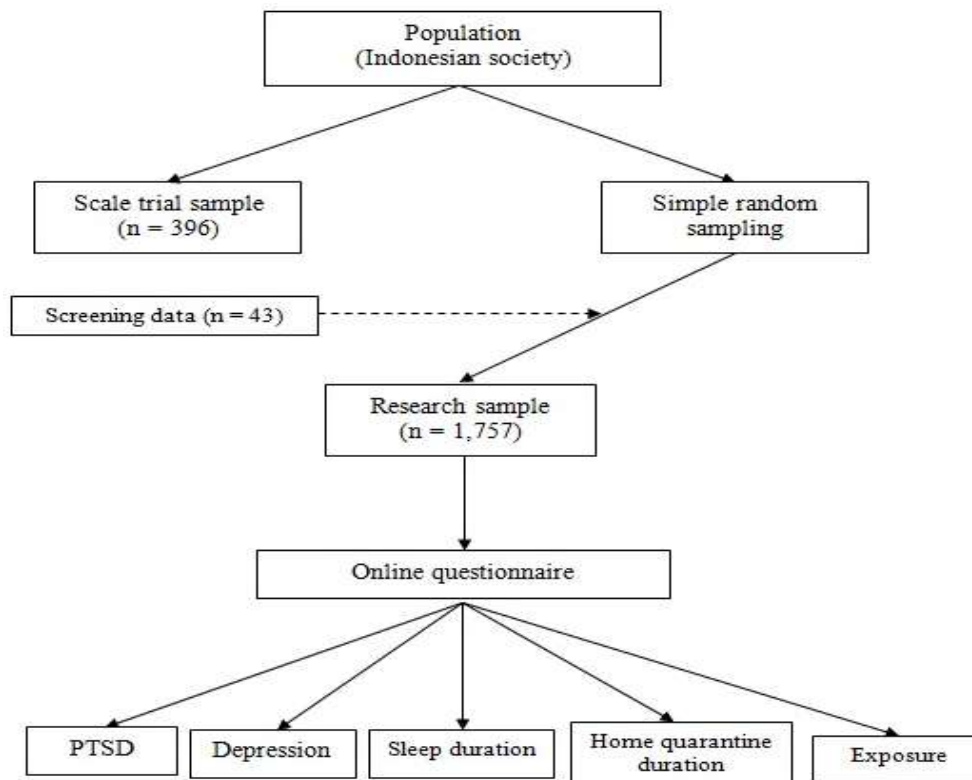 Population
(Indonesian society)
Scale trial sample
(n = 396)
Simple random
sampling
Screening data (n = 43)
Research sample
(n = 1,757)
Online questionnaire
PTSD
Depression
Sleep duration
Home quarantine
duration
Exposure